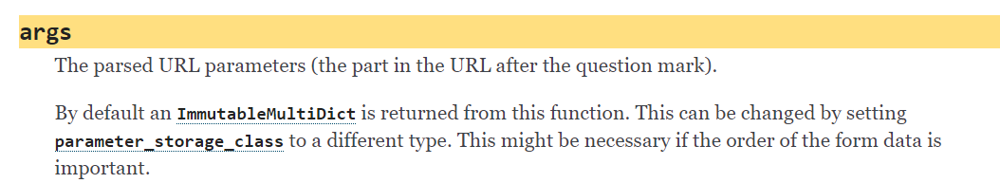 args
The parsed URL parameters (the part in the URL after the question mark).
By default an ImmutableMultiDict is returned from this function. This can be changed by setting
parameter_storage_class to a different type. This might be necessary if the order of the form data is
important.